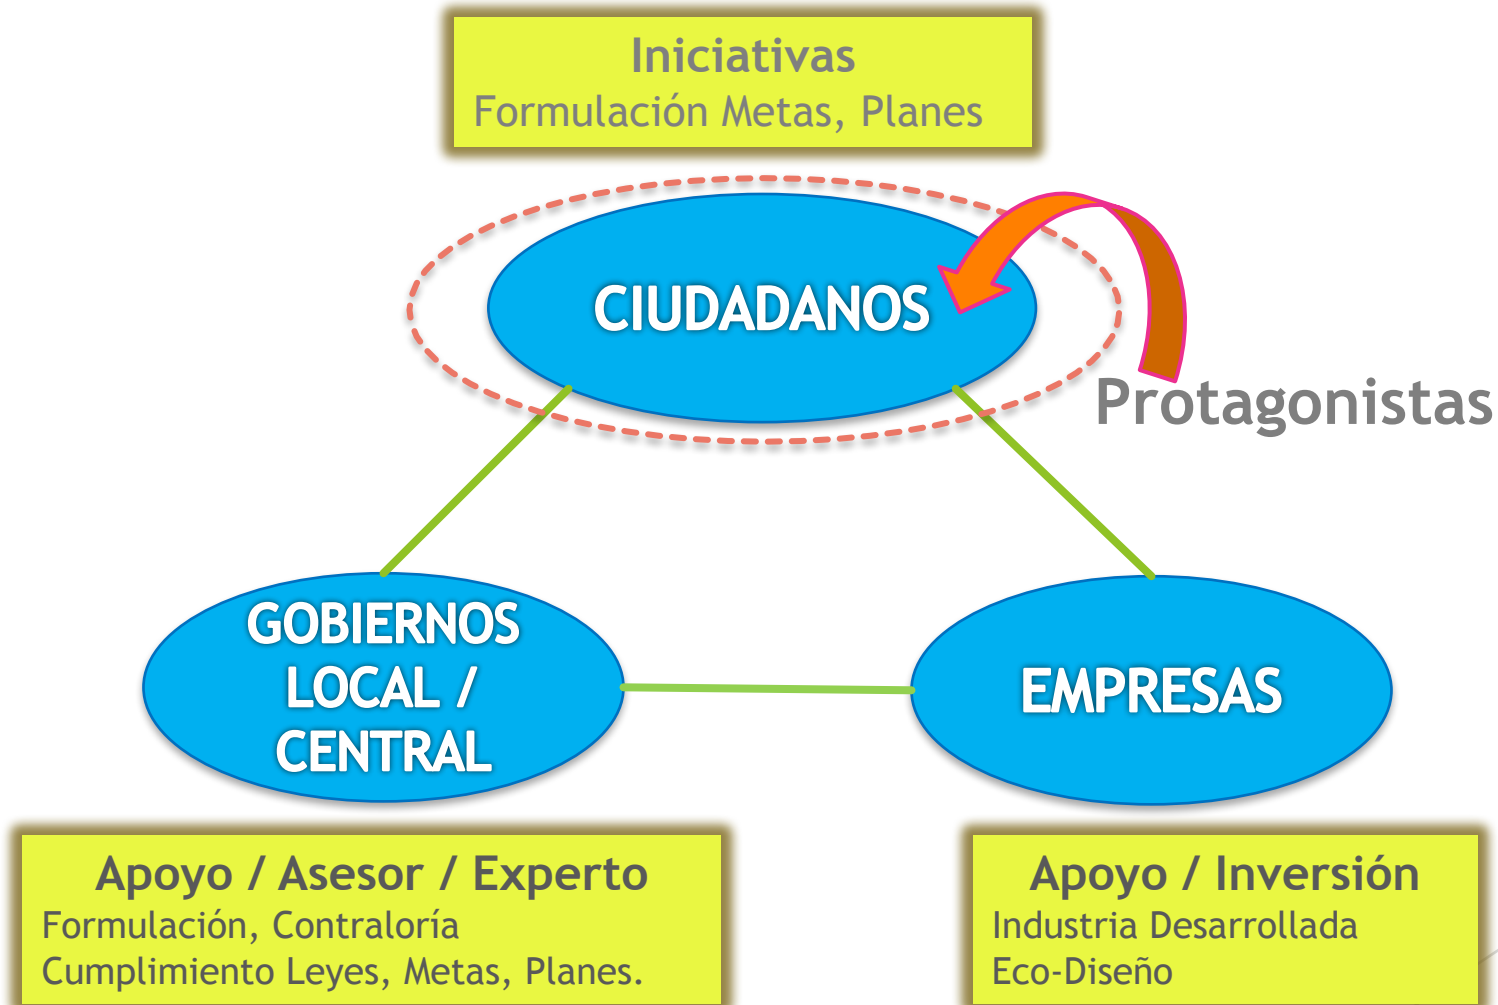 Iniciativas
Formulación Metas, Planes
CIUDADANOS
Protagonistas
GOBIERNOS
LOCAL /
CENTRAL
EMPRESAS
Apoyo / Asesor / Experto
Formulación, Contraloría
Cumplimiento Leyes, Metas, Planes.
Apoyo / Inversión
Industria Desarrollada
Eco-Diseño